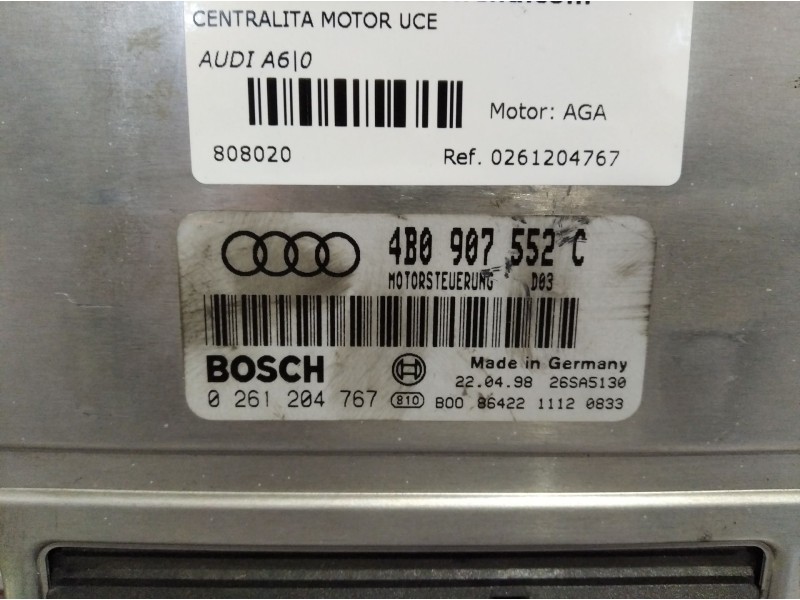 CENTRALITA MOTOR UCE
AUDI A6|0
Motor: AGA
808020 Ref. 0261204767
4B0 907 552 C
MOTORSTEUERUNG D03
BOSCH Made in Germany
22.04.98 26SA5130
0 261 204 767 810 B00 86422 1112 0833